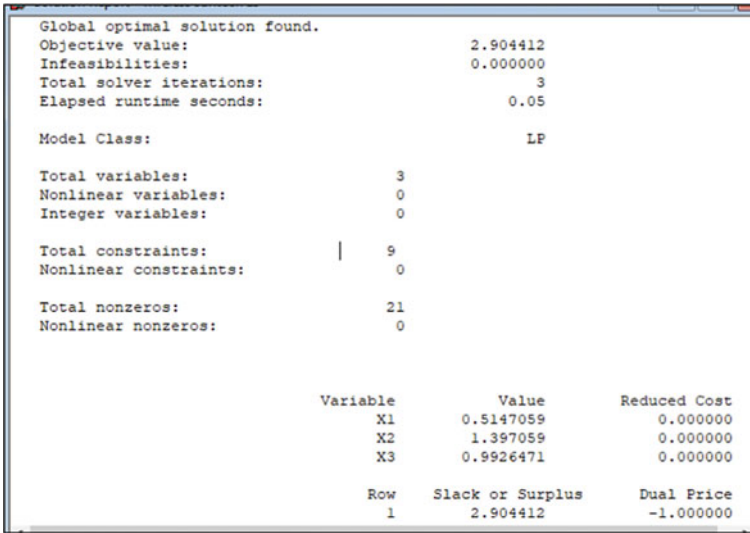 Global optimal solution found.
Objective value: 2.904412
Infeasibilities: 0.000000
Total solver iterations: 3
Elapsed runtime seconds: 0.05
Model Class: LP
Total variables: 3
Nonlinear variables: 0
Integer variables: 0
Total constraints: 9
Nonlinear constraints: 0
Total nonzeros: 21
Nonlinear nonzeros: 0
Variable Value Reduced Cost
X1 0.5147059 0.000000
X2 1.397059 0.000000
X3 0.9926471 0.000000
Row Slack or Surplus Dual Price
1 2.904412 -1.000000